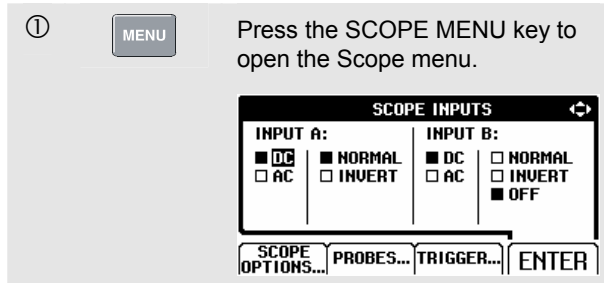 ① MENU Press the SCOPE MENU key to
open the Scope menu.
SCOPE INPUTS
INPUT A: INPUT B:
■ DC ■ NORMAL ■ DC □ NORMAL
□ AC □ INVERT □ AC □ INVERT
■ OFF
SCOPE OPTIONS... PROBES... TRIGGER... ENTER